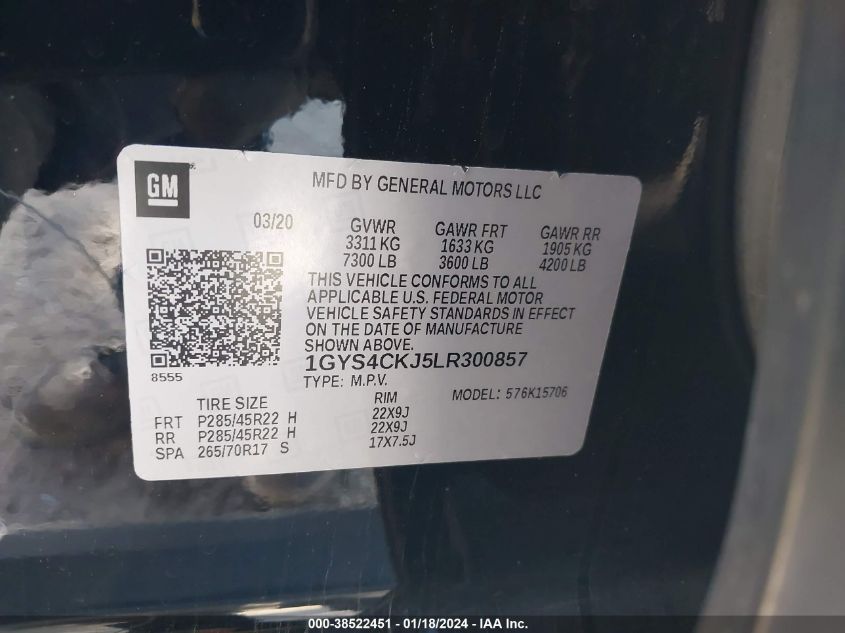 GM
MFD BY GENERAL MOTORS LLC
03/20 GVWR GAWR FRT GAWR RR
3311 KG 1633 KG 1905 KG
7300 LB 3600 LB 4200 LB
THIS VEHICLE CONFORMS TO ALL
APPLICABLE U.S. FEDERAL MOTOR
VEHICLE SAFETY STANDARDS IN EFFECT
ON THE DATE OF MANUFACTURE
SHOWN ABOVE.
8555
1GYS4CKJ5LR300857
TYPE: M.P.V. MODEL: 576K15706
TIRE SIZE RIM
FRT P285/45R22 H 22X9J
RR P285/45R22 H 22X9J
SPA 265/70R17 S 17X7.5J
000-38522451 - 01/18/2024 - IAA Inc.